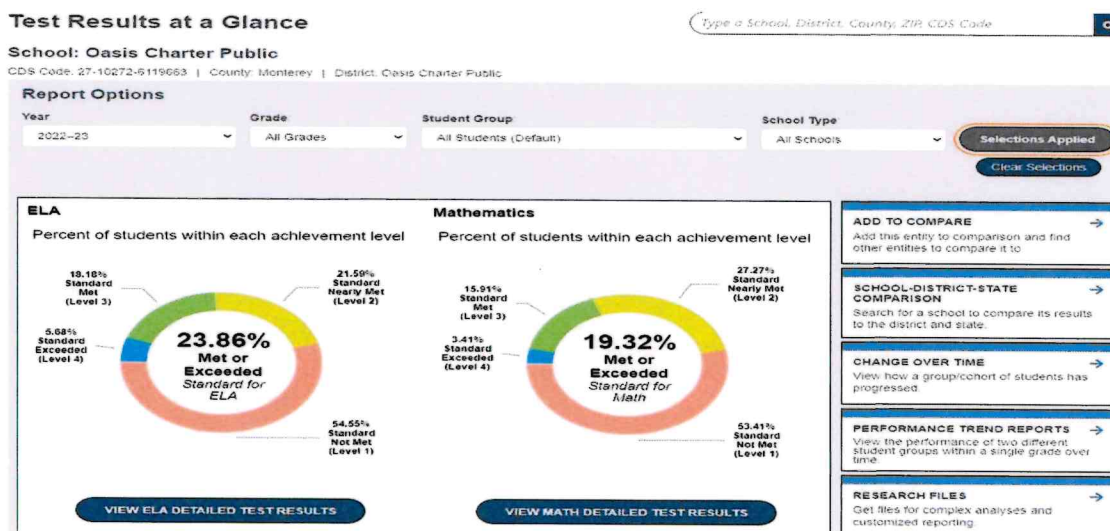 Test Results at a Glance
Type a School, District, County, ZIP, CDS Code
School: Oasis Charter Public
CDS Code: 27-10272-6119663 | County: Monterey | District: Oasis Charter Public
Report Options
Year
Grade
Student Group
School Type
2022–23
All Grades
All Students (Default)
All Schools
Selections Applied
Clear Selections
ELA
Percent of students within each achievement level
18.18%
Standard
Met
(Level 3)
21.59%
Standard
Nearly Met
(Level 2)
5.68%
Standard
Exceeded
(Level 4)
23.86%
Met or
Exceeded
Standard for
ELA
54.55%
Standard
Not Met
(Level 1)
VIEW ELA DETAILED TEST RESULTS
Mathematics
Percent of students within each achievement level
15.91%
Standard
Met
(Level 3)
27.27%
Standard
Nearly Met
(Level 2)
3.41%
Standard
Exceeded
(Level 4)
19.32%
Met or
Exceeded
Standard for
Math
53.41%
Standard
Not Met
(Level 1)
VIEW MATH DETAILED TEST RESULTS
ADD TO COMPARE
Add this entity to comparison and find
other entities to compare it to
SCHOOL-DISTRICT-STATE
COMPARISON
Search for a school to compare its results
to the district and state.
CHANGE OVER TIME
View how a group/cohort of students has
progressed.
PERFORMANCE TREND REPORTS
View the performance of two different
student groups within a single grade over
time.
RESEARCH FILES
Get files for complex analyses and
customized reporting